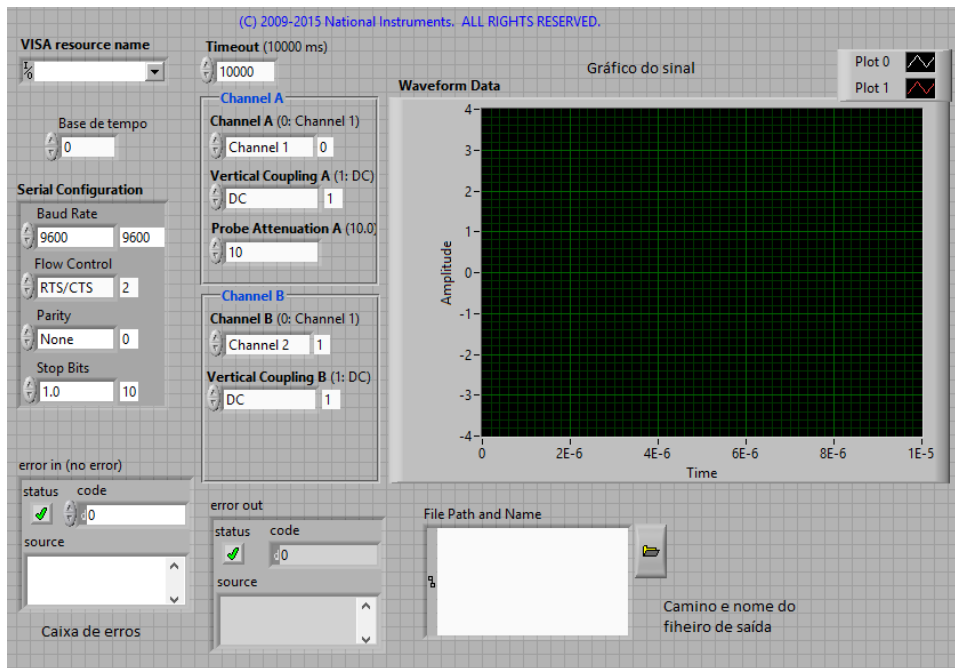 (C) 2009-2015 National Instruments.  ALL RIGHTS RESERVED.
VISA resource name
I/O
Timeout (10000 ms)
10000
Base de tempo
0
Serial Configuration
Baud Rate
9600 9600
Flow Control
RTS/CTS 2
Parity
None 0
Stop Bits
1.0 10
Channel A
Channel A (0: Channel 1)
Channel 1 0
Vertical Coupling A (1: DC)
DC 1
Probe Attenuation A (10.0)
10
Channel B
Channel B (0: Channel 1)
Channel 2 1
Vertical Coupling B (1: DC)
DC 1
Gráfico do sinal
Plot 0
Plot 1
Waveform Data
Amplitude
4
3
2
1
0
-1
-2
-3
-4
0 2E-6 4E-6 6E-6 8E-6 1E-5
Time
error in (no error)
status code
d 0
source
Caixa de erros
error out
status code
d 0
source
File Path and Name
Camino e nome do
fiheiro de saída